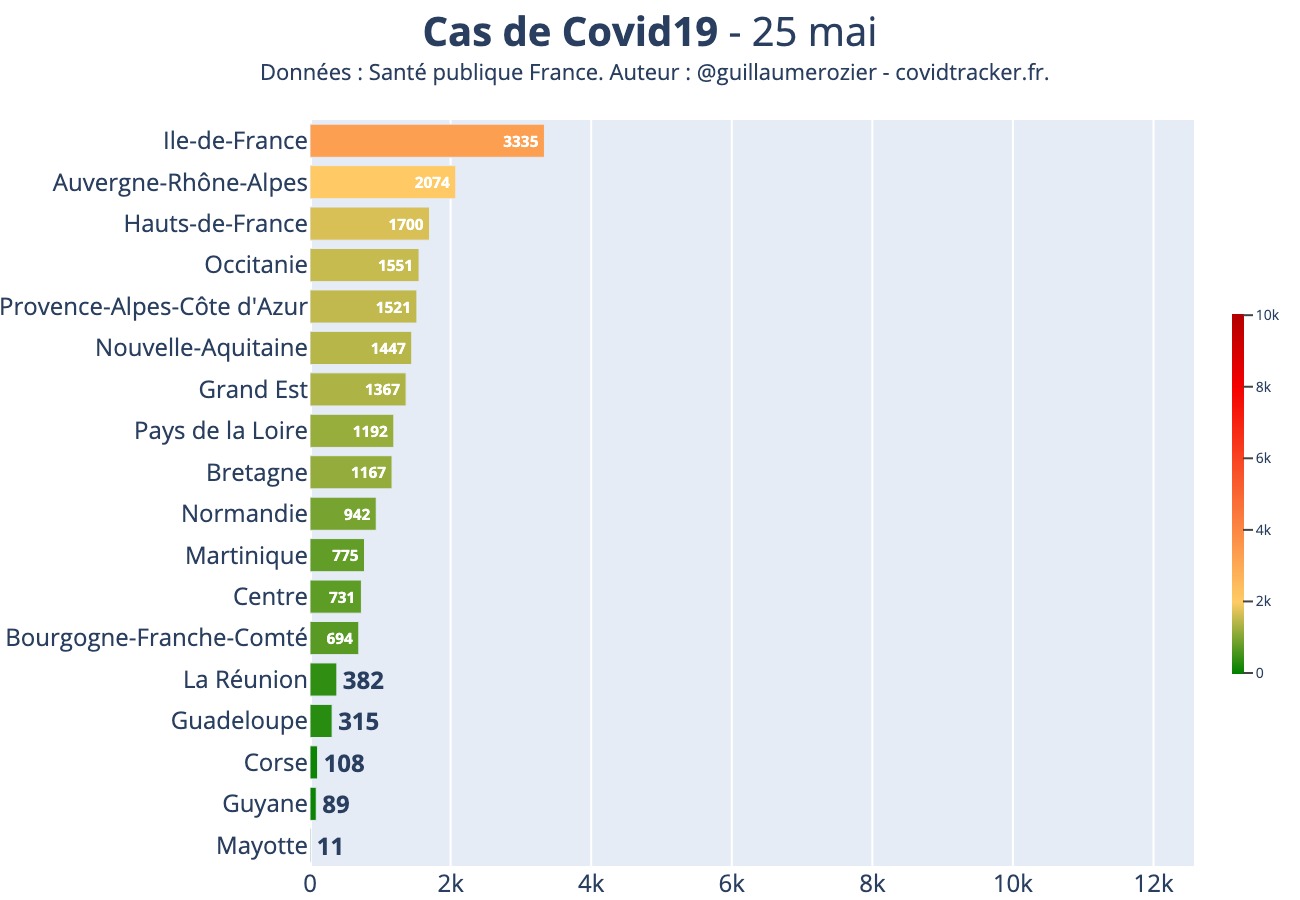 Cas de Covid19 - 25 mai
Données : Santé publique France. Auteur : @guillaumerozier - covidtracker.fr.
Ile-de-France 3335
Auvergne-Rhône-Alpes 2074
Hauts-de-France 1700
Occitanie 1551
Provence-Alpes-Côte d'Azur 1521
Nouvelle-Aquitaine 1447
Grand Est 1367
Pays de la Loire 1192
Bretagne 1167
Normandie 942
Martinique 775
Centre 731
Bourgogne-Franche-Comté 694
La Réunion 382
Guadeloupe 315
Corse 108
Guyane 89
Mayotte 11
0 2k 4k 6k 8k 10k 12k
10k
8k
6k
4k
2k
0